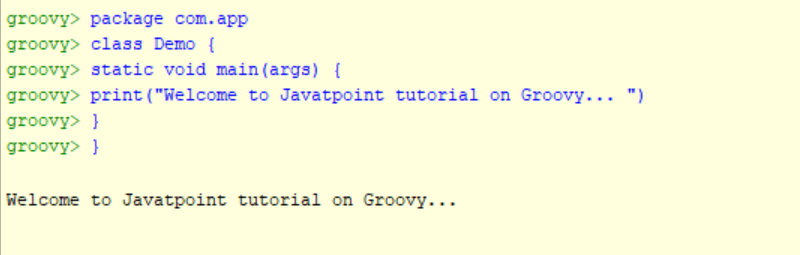 groovy> package com.app
groovy> class Demo {
groovy> static void main(args) {
groovy> print("Welcome to Javatpoint tutorial on Groovy... ")
groovy> }
groovy> }
Welcome to Javatpoint tutorial on Groovy...